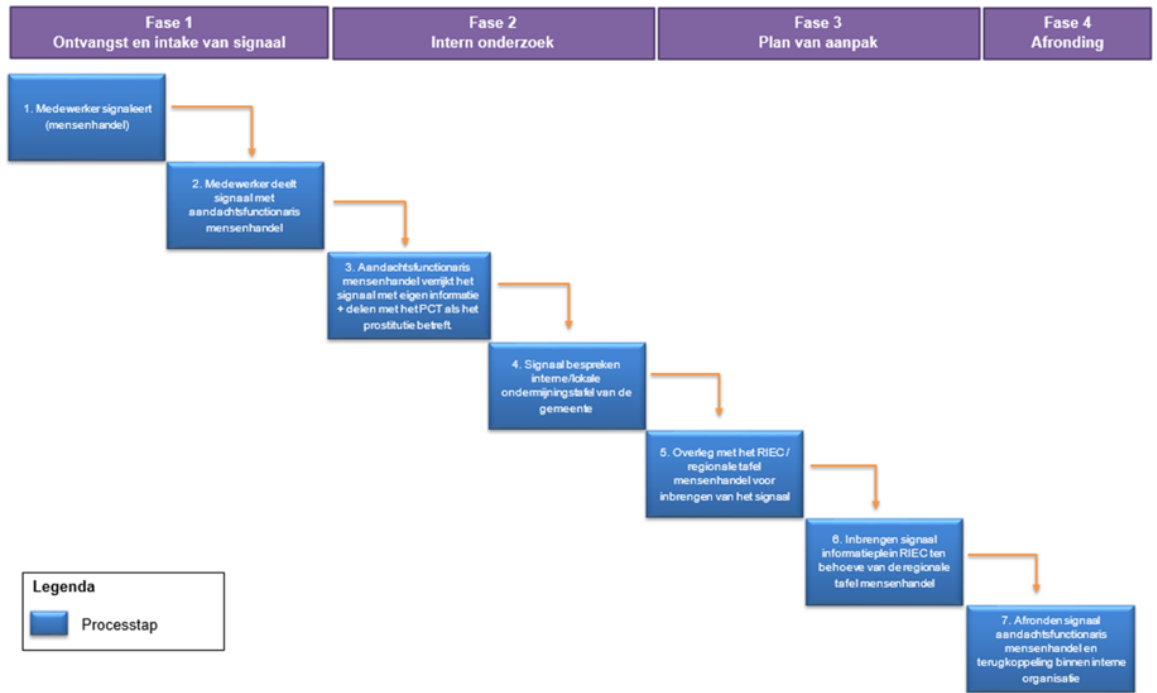 Fase 1
Ontvangst en intake van signaal
Fase 2
Intern onderzoek
Fase 3
Plan van aanpak
Fase 4
Afronding
1. Medewerker signaleert
(mensenhandel)
2. Medewerker deelt
signaal met
aandachtsfunctionaris
mensenhandel
3. Aandachtsfunctionaris
mensenhandel verrijkt het
signaal met eigen informatie
+ delen met het PCT als het
prostitutie betreft.
4. Signaal bespreken
interne/lokale
ondermijningstafel van de
gemeente
5. Overleg met het RIEC /
regionale tafel
mensenhandel voor
inbrengen van het signaal
6. Inbrengen signaal
informatieplein RIEC ten
behoeve van de regionale
tafel mensenhandel
7. Afronden signaal
aandachtsfunctionaris
mensenhandel en
terugkoppeling binnen interne
organisatie
Legenda
Processtap